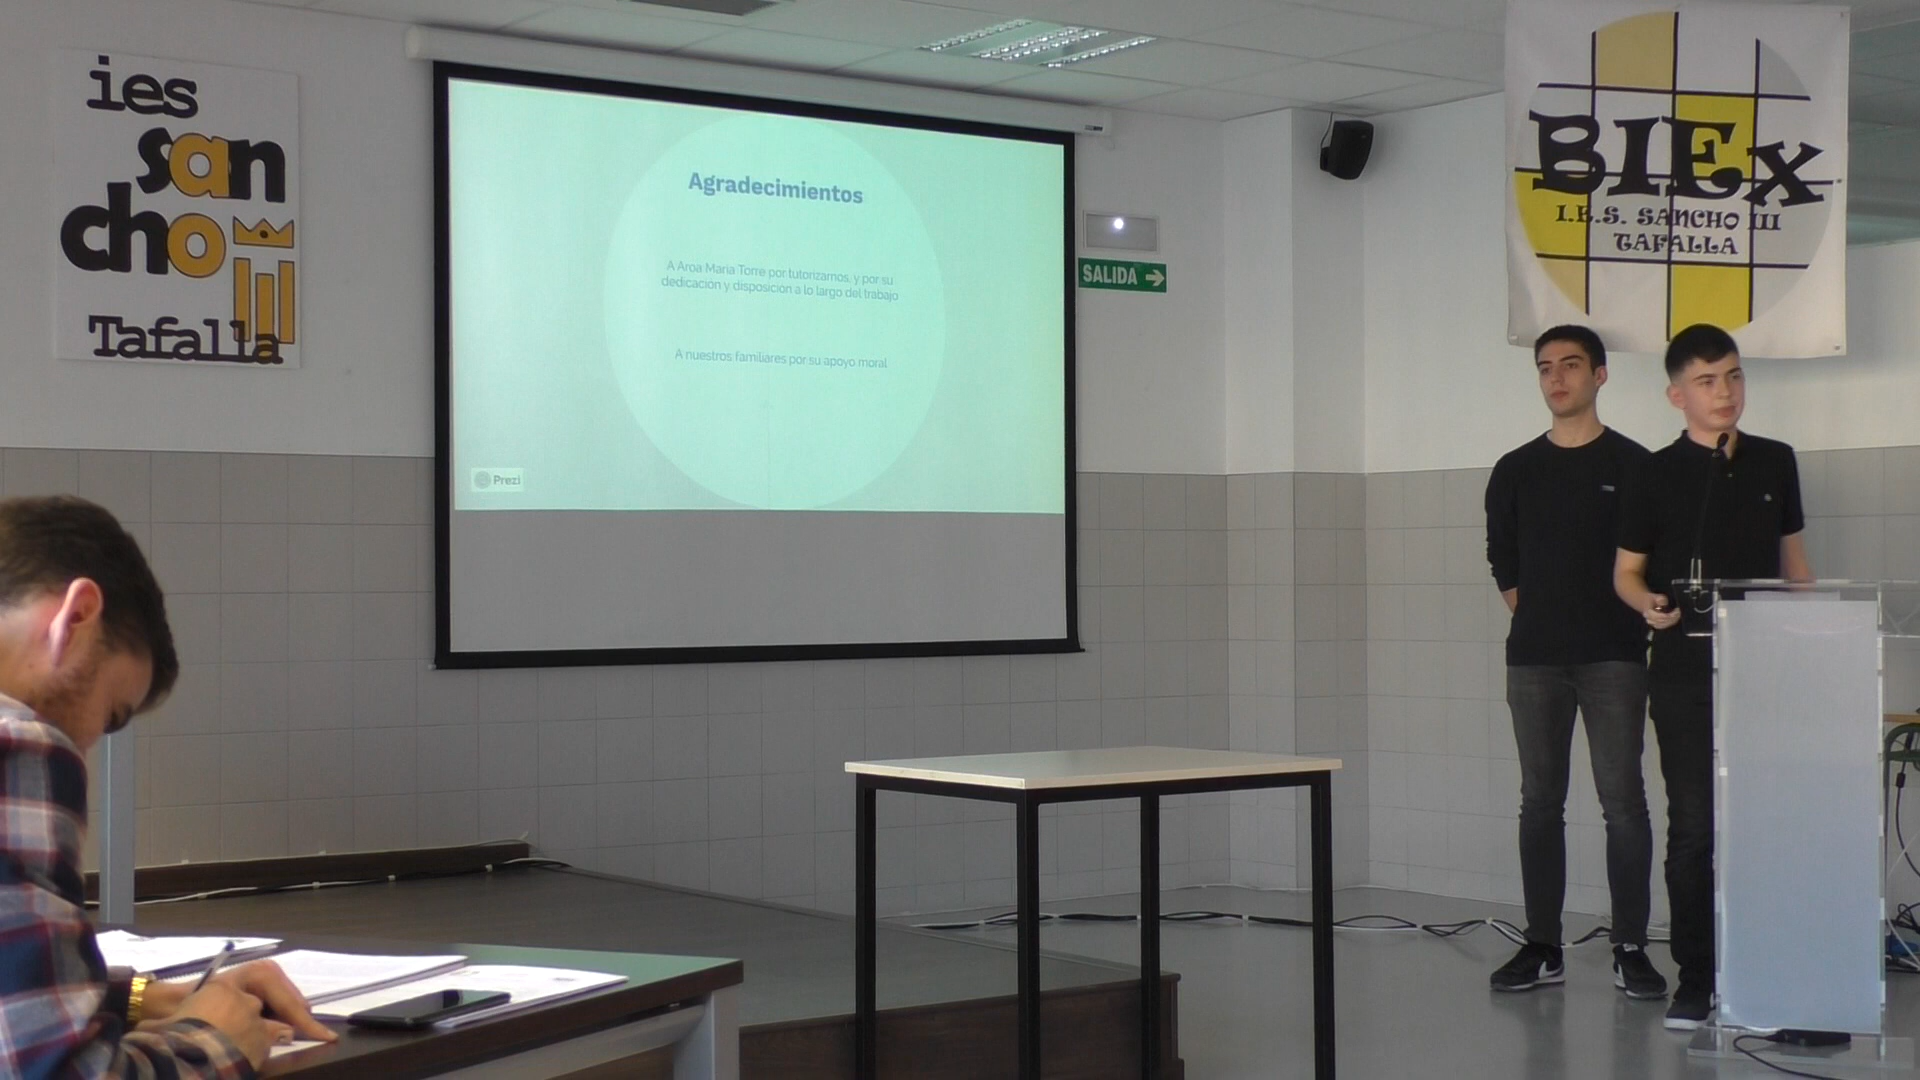 ies
san
cho III
Tafalla
Agradecimientos
A Aroa Maria Torre por tutorizarnos, y por su
dedicación y disposición a lo largo del trabajo
A nuestros familiares por su apoyo moral
Prezi
SALIDA
BIEx
I.E.S. SANCHO III
TAFALLA